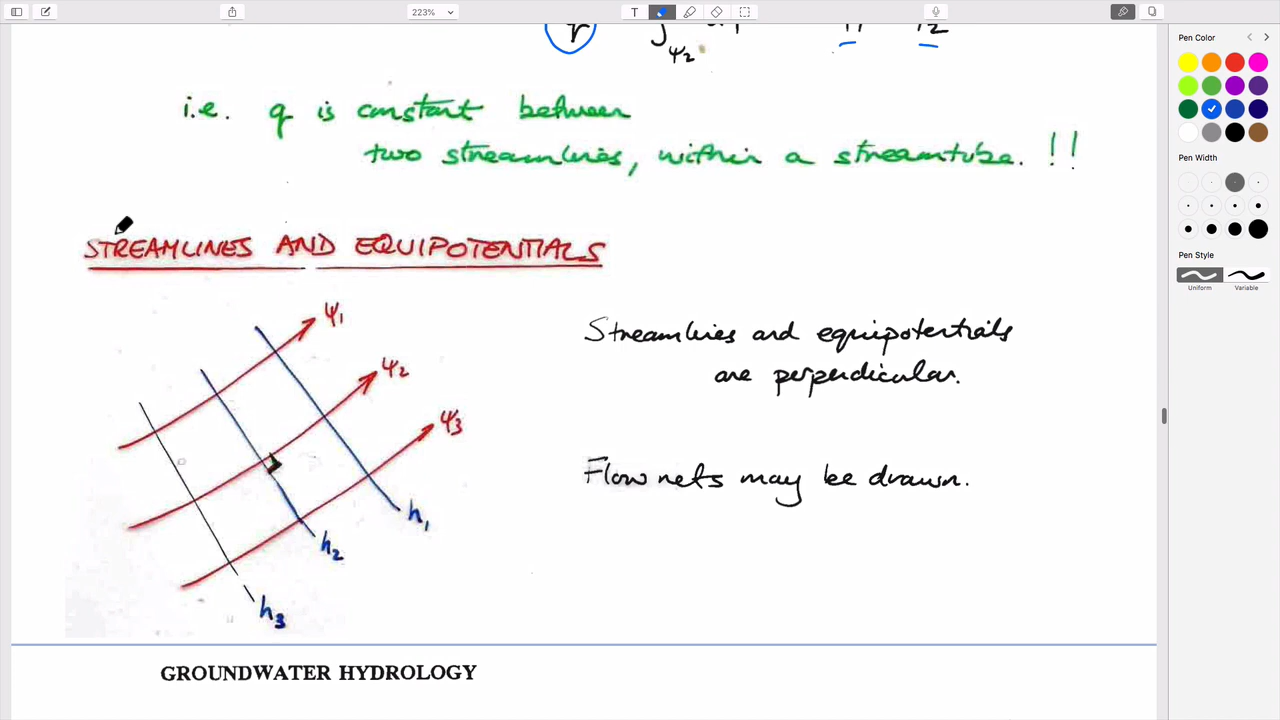 223%
T
ψ2
i.e. q is constant between
two streamlines, within a streamtube. !!
STREAMLINES AND EQUIPOTENTIALS
ψ1
ψ2
ψ3
h1
h2
h3
Streamlines and equipotentials
are perpendicular.
Flow nets may be drawn.
GROUNDWATER HYDROLOGY
Pen Color
Pen Width
Pen Style
Uniform
Variable